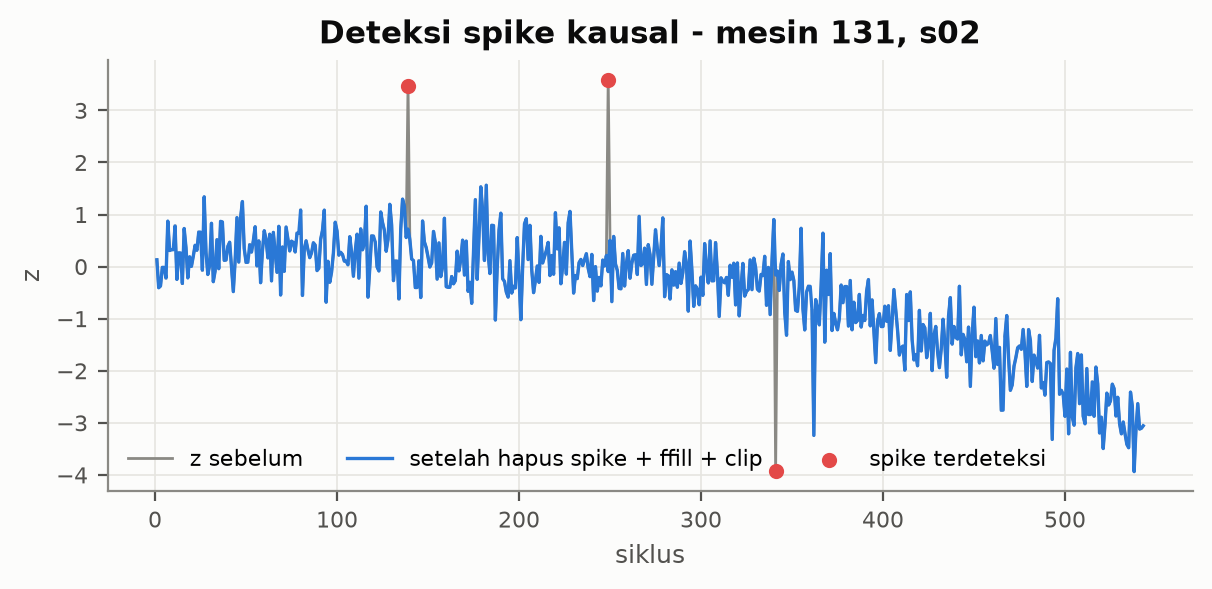 Deteksi spike kausal - mesin 131, s02
z
3
2
1
0
−1
−2
−3
−4
z sebelum
setelah hapus spike + ffill + clip
spike terdeteksi
0
100
200
300
400
500
siklus